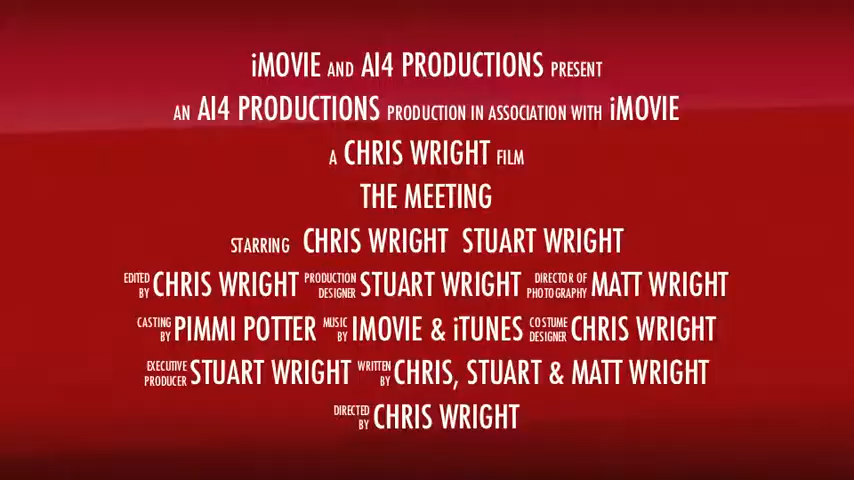 iMOVIE AND AI4 PRODUCTIONS PRESENT
AN AI4 PRODUCTIONS PRODUCTION IN ASSOCIATION WITH iMOVIE
A CHRIS WRIGHT FILM
THE MEETING
STARRING CHRIS WRIGHT STUART WRIGHT
EDITED BY CHRIS WRIGHT PRODUCTION DESIGNER STUART WRIGHT DIRECTOR OF PHOTOGRAPHY MATT WRIGHT
CASTING BY PIMMI POTTER MUSIC BY IMOVIE & iTUNES COSTUME DESIGNER CHRIS WRIGHT
EXECUTIVE PRODUCER STUART WRIGHT WRITTEN BY CHRIS, STUART & MATT WRIGHT
DIRECTED BY CHRIS WRIGHT